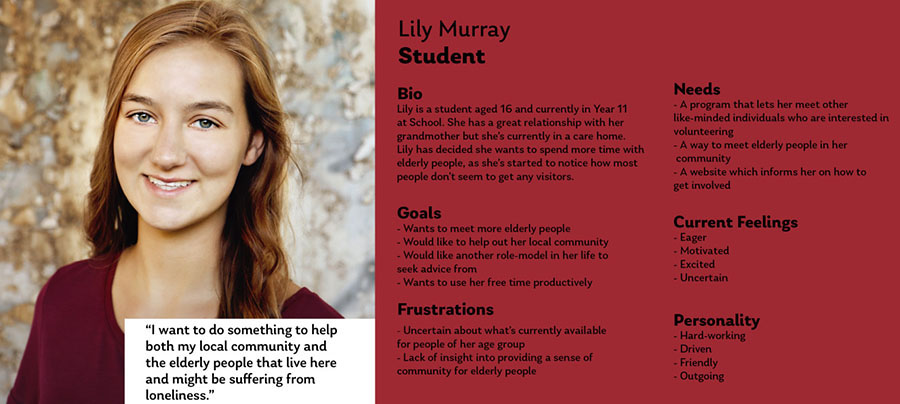 Lily Murray
Student
Bio
Lily is a student aged 16 and currently in Year 11
at School. She has a great relationship with her
grandmother but she's currently in a care home.
Lily has decided she wants to spend more time with
elderly people, as she's started to notice how most
people don't seem to get any visitors.
Goals
- Wants to meet more elderly people
- Would like to help out her local community
- Would like another role-model in her life to
seek advice from
- Wants to use her free time productively
Frustrations
- Uncertain about what's currently available
for people of her age group
- Lack of insight into providing a sense of
community for elderly people
Needs
- A program that lets her meet other
like-minded individuals who are interested in
volunteering
- A way to meet elderly people in her
community
- A website which informs her on how to
get involved
Current Feelings
- Eager
- Motivated
- Excited
- Uncertain
Personality
- Hard-working
- Driven
- Friendly
- Outgoing
“I want to do something to help
both my local community and
the elderly people that live here
and might be suffering from
loneliness.”